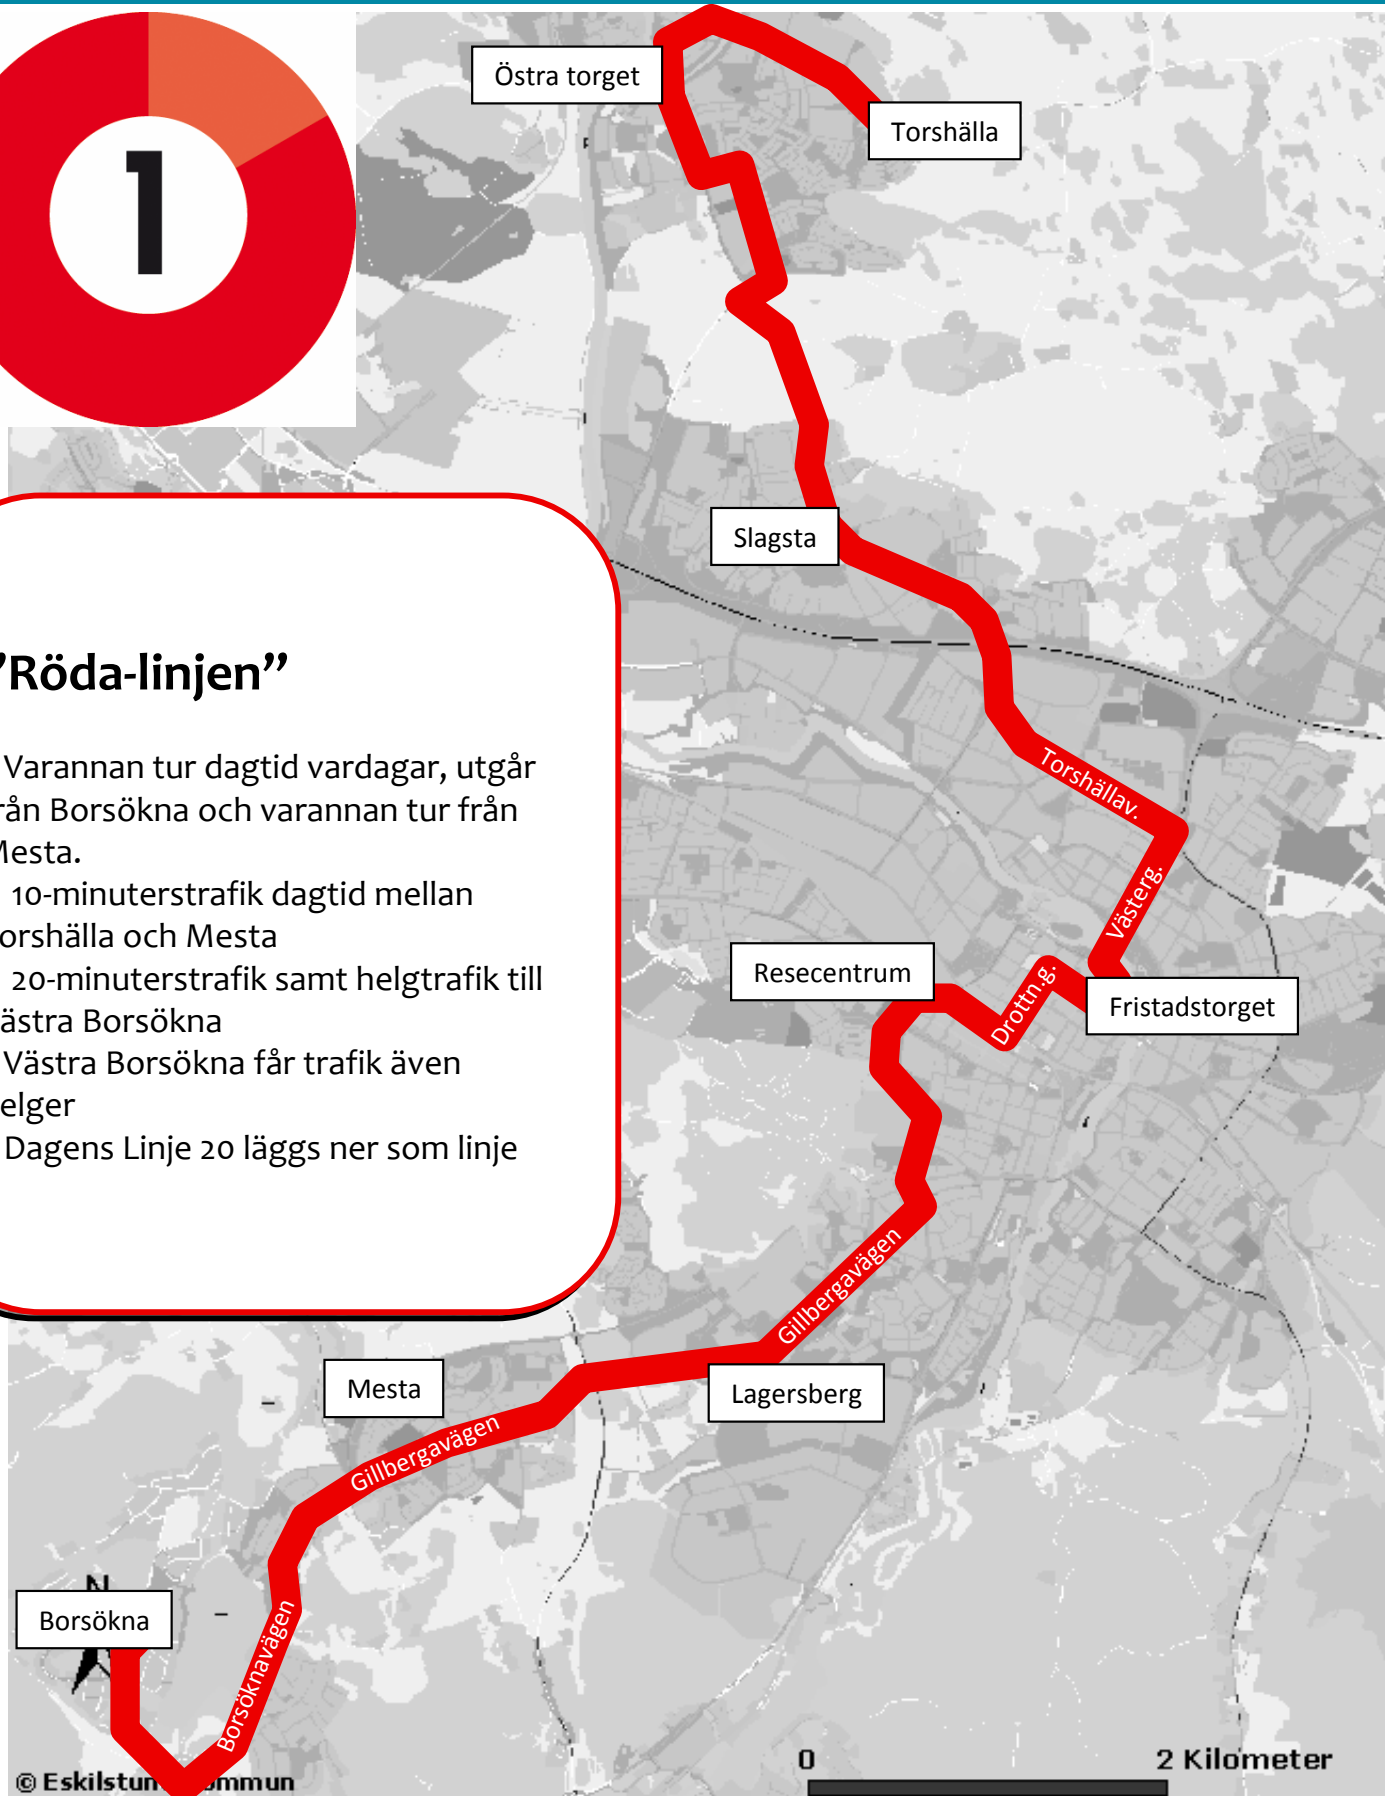 1
Östra torget
Torshälla
Slagsta
"Röda-linjen”
Varannan tur dagtid vardagar, utgår
rån Borsökna och varannan tur från
Mesta.
10-minuterstrafik dagtid mellan
orshälla och Mesta
20-minuterstrafik samt helgtrafik till
ästra Borsökna
Västra Borsökna får trafik även
elger
Dagens Linje 20 läggs ner som linje
Torshällav.
Västerg.
Resecentrum
Drottn.g.
Fristadstorget
Gillbergavägen
Mesta
Lagersberg
Gillbergavägen
N
Borsökna
Borsöknavägen
0 2 Kilometer
© Eskilstun ommun